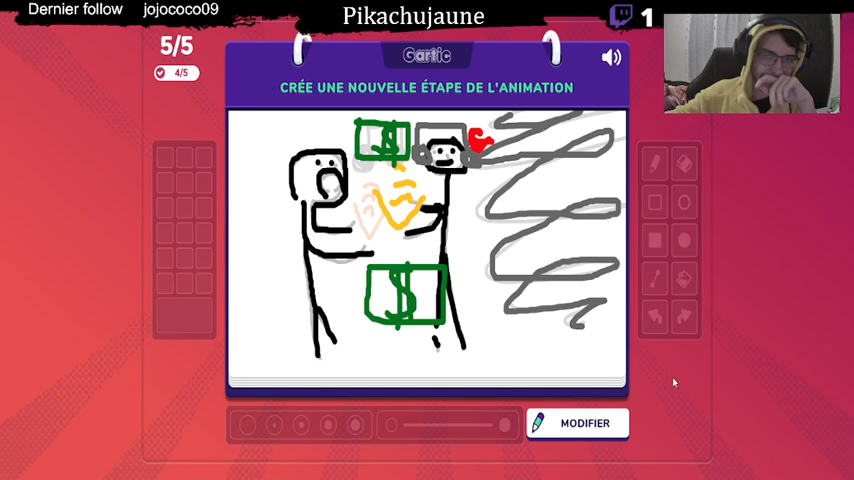 Dernier follow jojococo09
Pikachujaune
1
5/5
4/5
Gartic
CRÉE UNE NOUVELLE ÉTAPE DE L'ANIMATION
$
$
MODIFIER